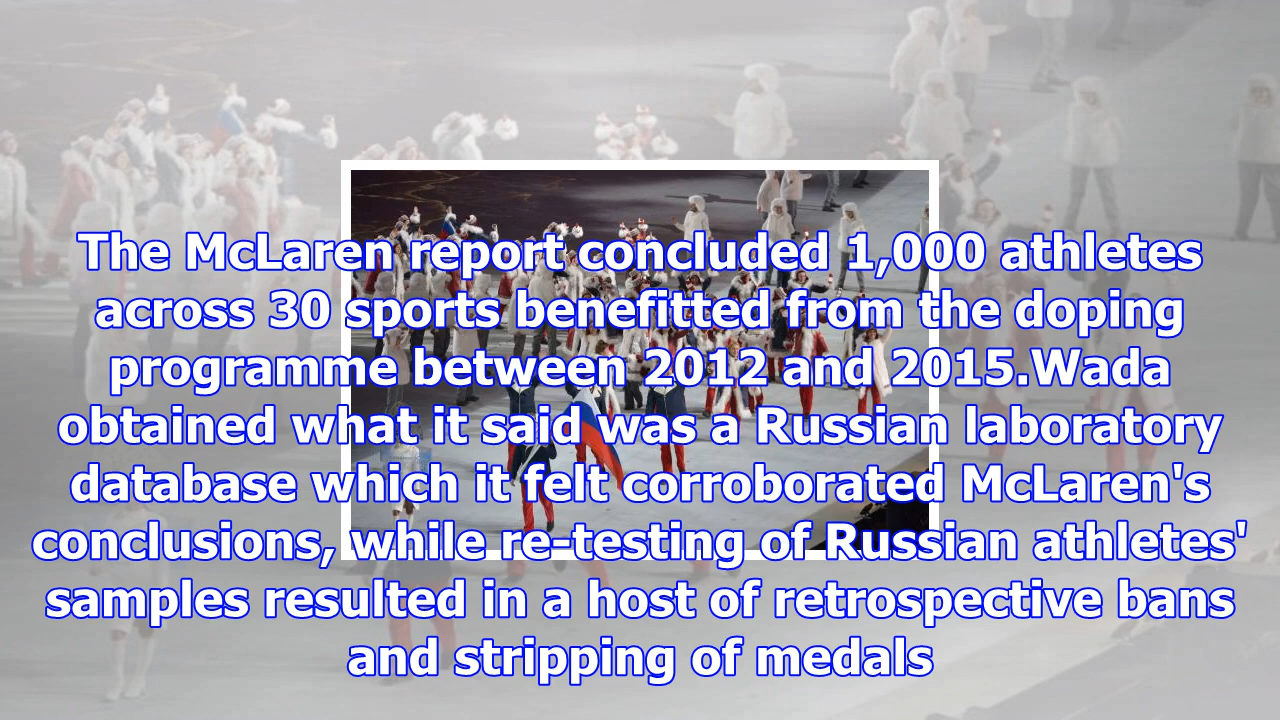 The McLaren report concluded 1,000 athletes
across 30 sports benefitted from the doping
programme between 2012 and 2015.Wada
obtained what it said was a Russian laboratory
database which it felt corroborated McLaren's
conclusions, while re-testing of Russian athletes'
samples resulted in a host of retrospective bans
and stripping of medals